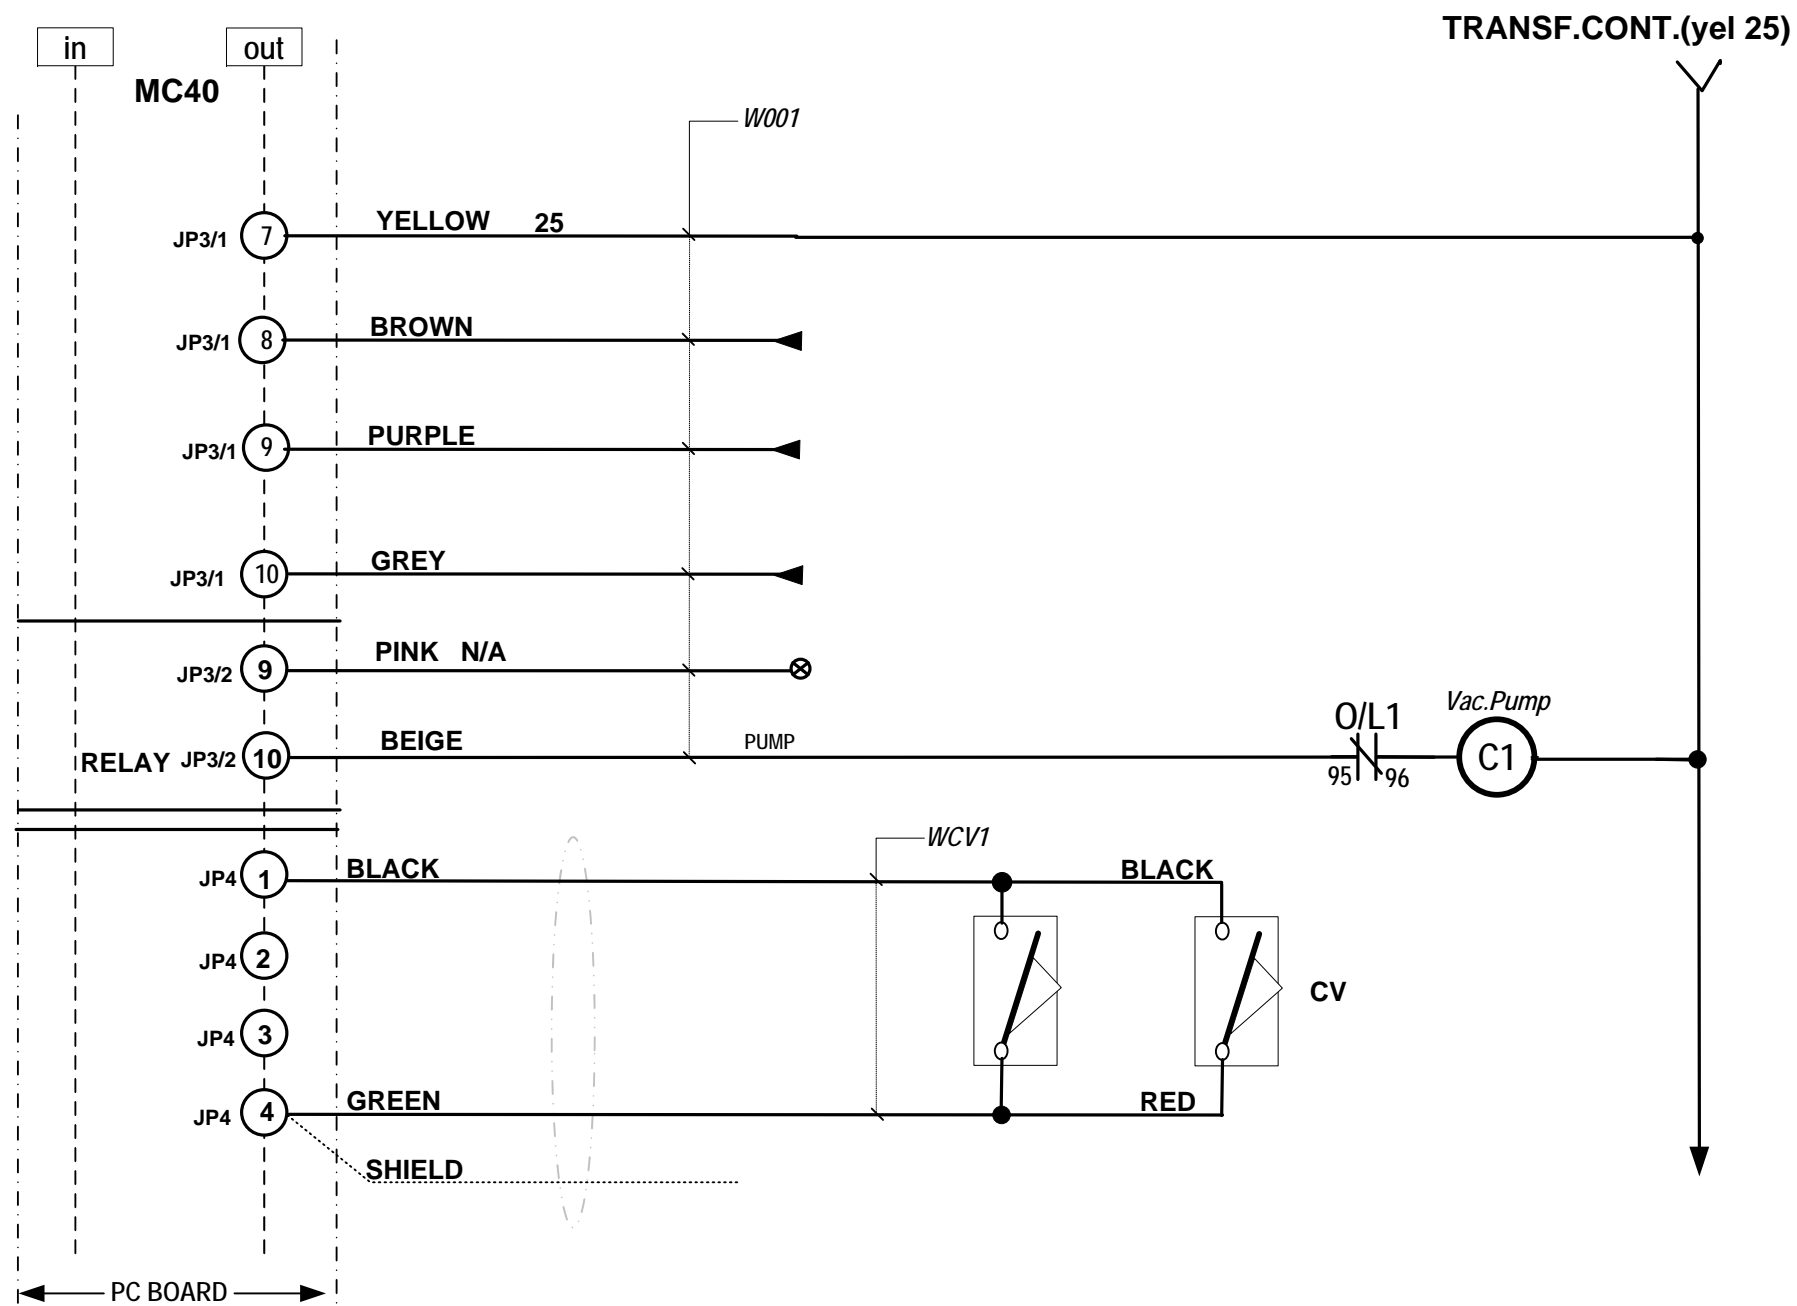 TRANSF.CONT.(yel 25)
in
out
MC40
W001
JP3/1 7 YELLOW 25
JP3/1 8 BROWN
JP3/1 9 PURPLE
JP3/1 10 GREY
JP3/2 9 PINK N/A
Vac.Pump
O/L1
RELAY JP3/2 10 BEIGE PUMP
C1
95 96
WCV1
JP4 1 BLACK BLACK
JP4 2
CV
JP4 3
JP4 4 GREEN RED
SHIELD
PC BOARD